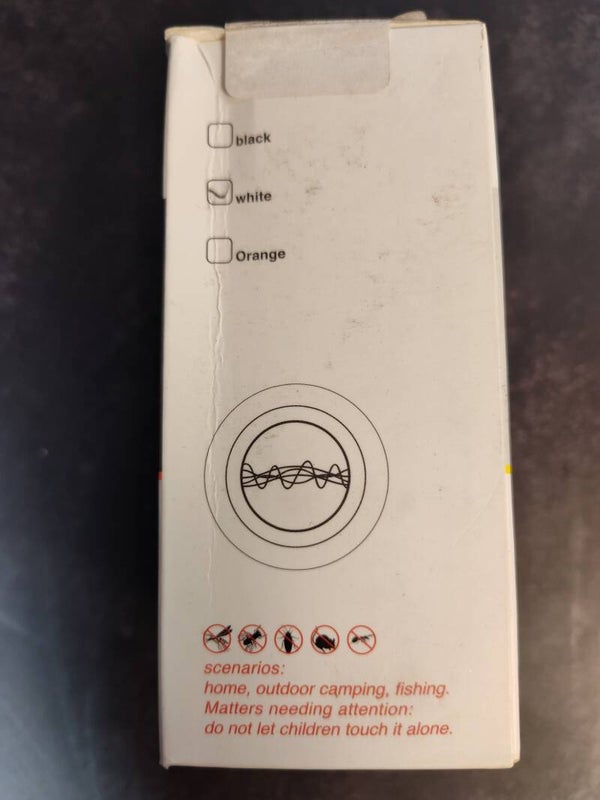 black
white
Orange
scenarios:
home, outdoor camping, fishing.
Matters needing attention:
do not let children touch it alone.